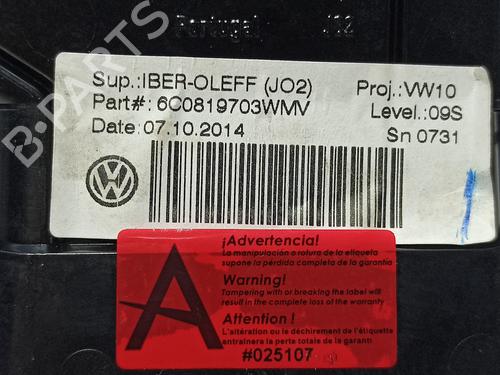 Portugal J12
Sup.:IBER-OLEFF (JO2) Proj.:VW10
Part#: 6C0819703WMV Level.:09S
Date:07.10.2014 Sn 0731
¡Advertencia!
La manipulación o rotura de la etiqueta
supone la pérdida completa de la garantía
Warning!
Tampering with or breaking the label will
result in the complete loss of the warranty
Attention !
L'altération ou le déchirement de l'étiquette
entraînera la perte totale de la garantie
#025107